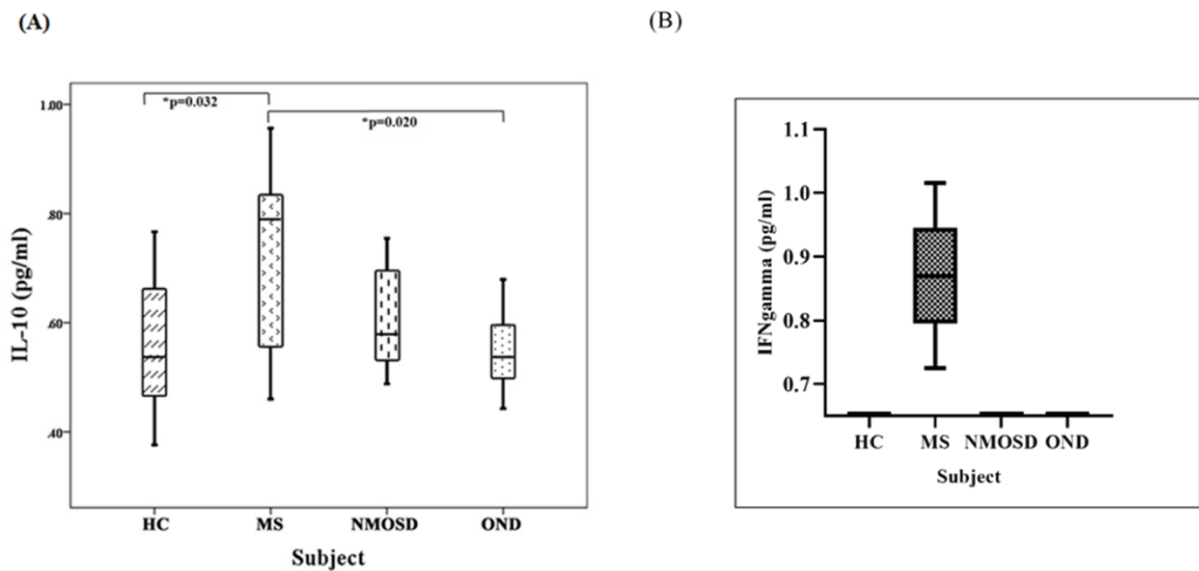 (A)
*p=0.032
*p=0.020
1.00
.80
.60
.40
IL-10 (pg/ml)
HC MS NMOSD OND
Subject
(B)
1.1
1.0
0.9
0.8
0.7
IFNgamma (pg/ml)
HC MS NMOSD OND
Subject